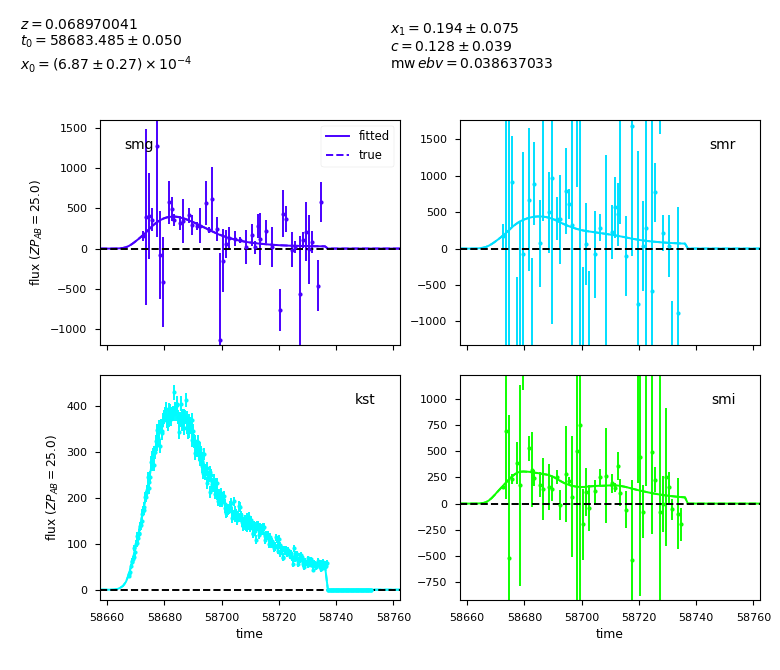 z = 0.068970041
t₀ = 58683.485 ± 0.050
x₀ = (6.87 ± 0.27) × 10⁻⁴
x₁ = 0.194 ± 0.075
c = 0.128 ± 0.039
mw ebv = 0.038637033
smg
fitted
true
1500
1000
500
0
−500
−1000
flux (ZP_AB = 25.0)
smr
1500
1000
500
0
−500
−1000
kst
400
300
200
100
0
flux (ZP_AB = 25.0)
58660 58680 58700 58720 58740 58760
time
smi
1000
750
500
250
0
−250
−500
−750
58660 58680 58700 58720 58740 58760
time